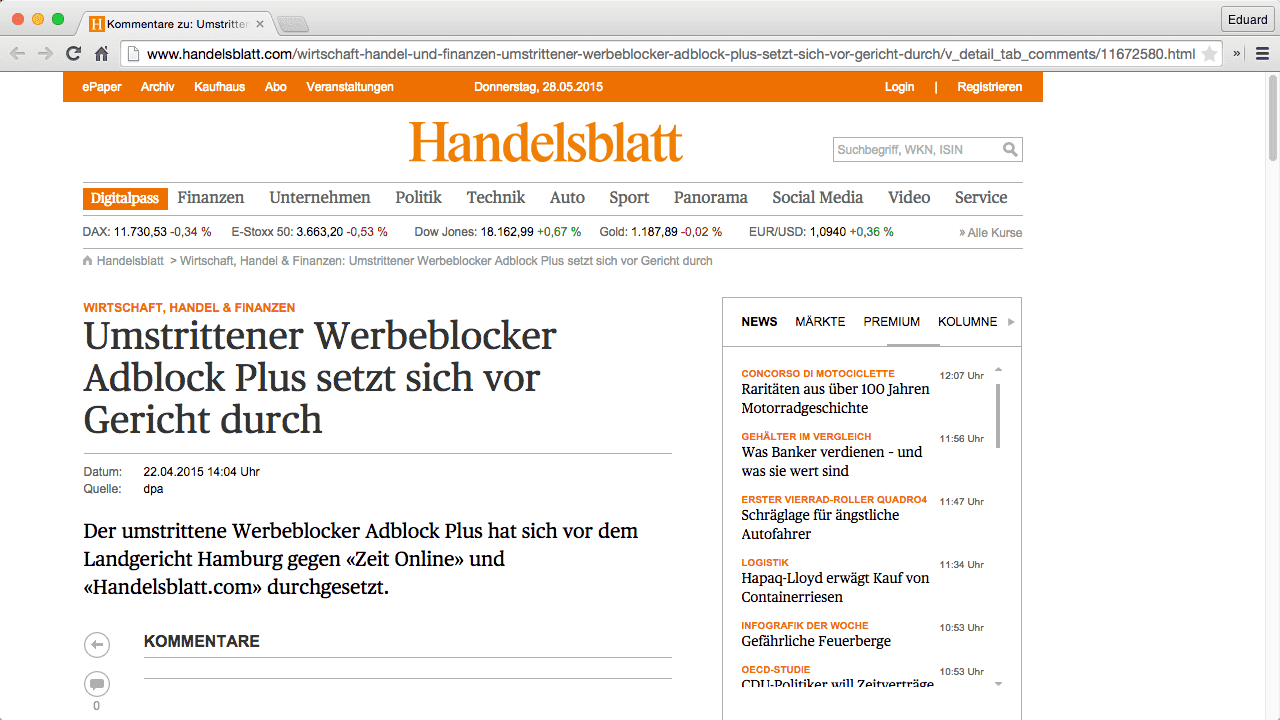 Kommentare zu: Umstritter
Eduard
www.handelsblatt.com/wirtschaft-handel-und-finanzen-umstrittener-werbeblocker-adblock-plus-setzt-sich-vor-gericht-durch/v_detail_tab_comments/11672580.html
ePaper Archiv Kaufhaus Abo Veranstaltungen Donnerstag, 28.05.2015 Login | Registrieren
Handelsblatt
Suchbegriff, WKN, ISIN
Digitalpass Finanzen Unternehmen Politik Technik Auto Sport Panorama Social Media Video Service
DAX: 11.730,53 -0,34 % E-Stoxx 50: 3.663,20 -0,53 % Dow Jones: 18.162,99 +0,67 % Gold: 1.187,89 -0,02 % EUR/USD: 1,0940 +0,36 % » Alle Kurse
Handelsblatt > Wirtschaft, Handel & Finanzen: Umstrittener Werbeblocker Adblock Plus setzt sich vor Gericht durch
WIRTSCHAFT, HANDEL & FINANZEN
Umstrittener Werbeblocker
Adblock Plus setzt sich vor
Gericht durch
Datum: 22.04.2015 14:04 Uhr
Quelle: dpa
Der umstrittene Werbeblocker Adblock Plus hat sich vor dem
Landgericht Hamburg gegen «Zeit Online» und
«Handelsblatt.com» durchgesetzt.
KOMMENTARE
0
NEWS MÄRKTE PREMIUM KOLUMNE
CONCORSO DI MOTOCICLETTE 12:07 Uhr
Raritäten aus über 100 Jahren
Motorradgeschichte
GEHÄLTER IM VERGLEICH 11:56 Uhr
Was Banker verdienen – und
was sie wert sind
ERSTER VIERRAD-ROLLER QUADRO4 11:47 Uhr
Schräglage für ängstliche
Autofahrer
LOGISTIK 11:34 Uhr
Hapaq-Lloyd erwägt Kauf von
Containerriesen
INFOGRAFIK DER WOCHE 10:53 Uhr
Gefährliche Feuerberge
OECD-STUDIE 10:53 Uhr
CDU-Politiker will Zeitverträge